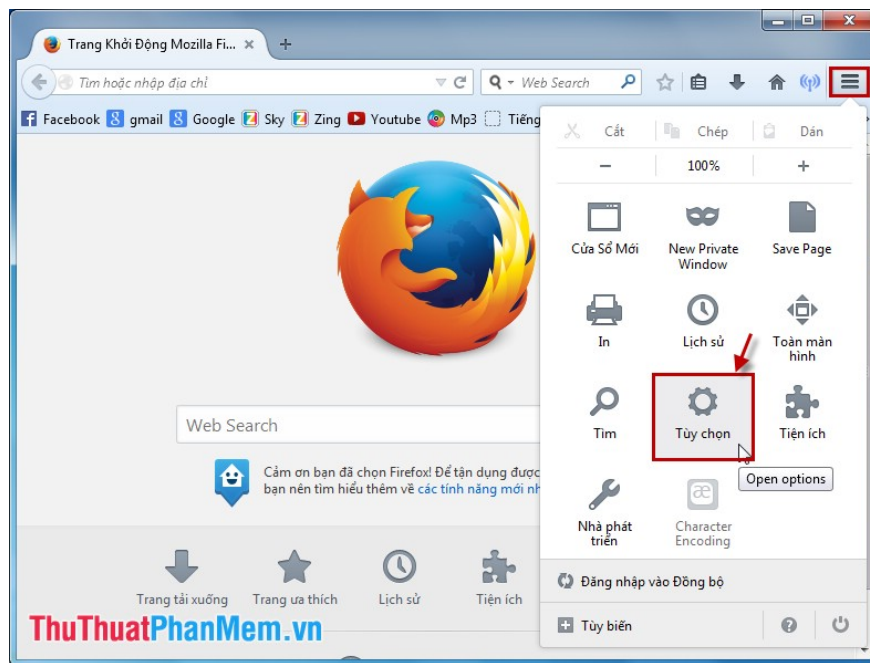 Trang Khởi Động Mozilla Fi...
Tìm hoặc nhập địa chỉ
Web Search
Facebook gmail Google Sky Zing Youtube Mp3 Tiếng
Cắt Chép Dán
− 100% +
Cửa Sổ Mới
New Private
Window
Save Page
In
Lịch sử
Toàn màn
hình
Tìm
Tùy chọn
Tiện ích
Open options
Nhà phát
triển
Character
Encoding
Đăng nhập vào Đồng bộ
Tùy biến
Web Search
Cảm ơn bạn đã chọn Firefox! Để tận dụng được
bạn nên tìm hiểu thêm về các tính năng mới nh
Trang tải xuống
Trang ưa thích
Lịch sử
Tiện ích
ThuThuatPhanMem.vn